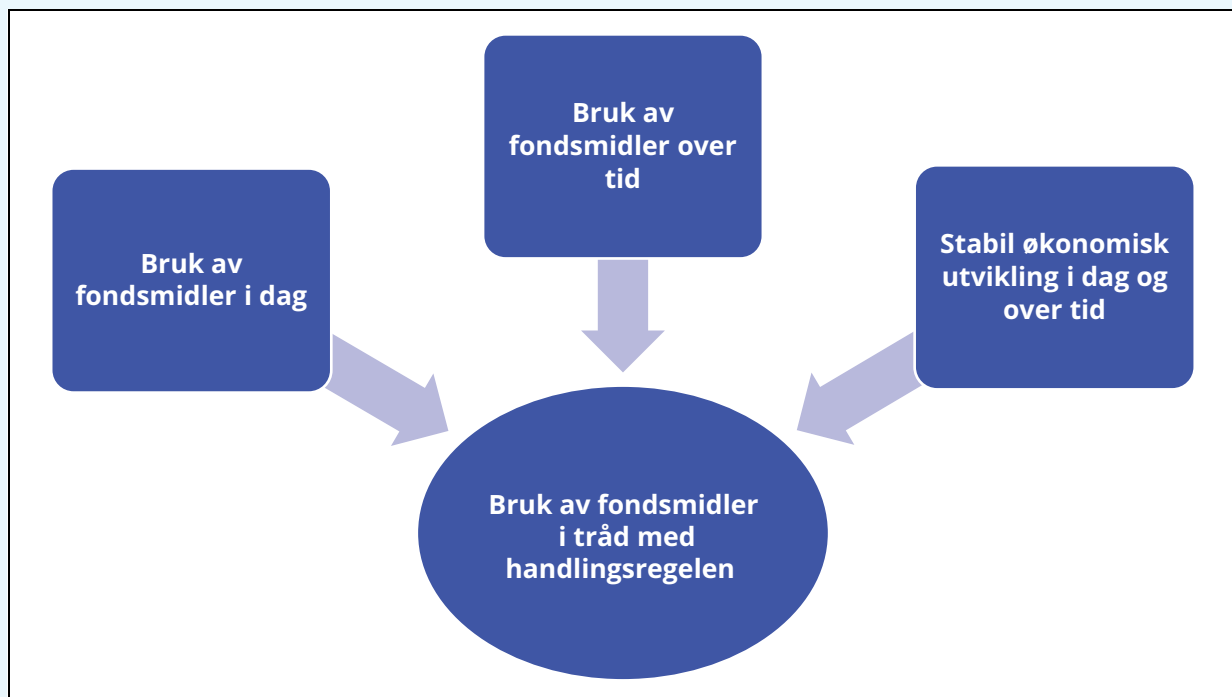 Bruk av
fondsmidler i dag
Bruk av
fondsmidler over
tid
Stabil økonomisk
utvikling i dag og
over tid
Bruk av fondsmidler
i tråd med
handlingsregelen